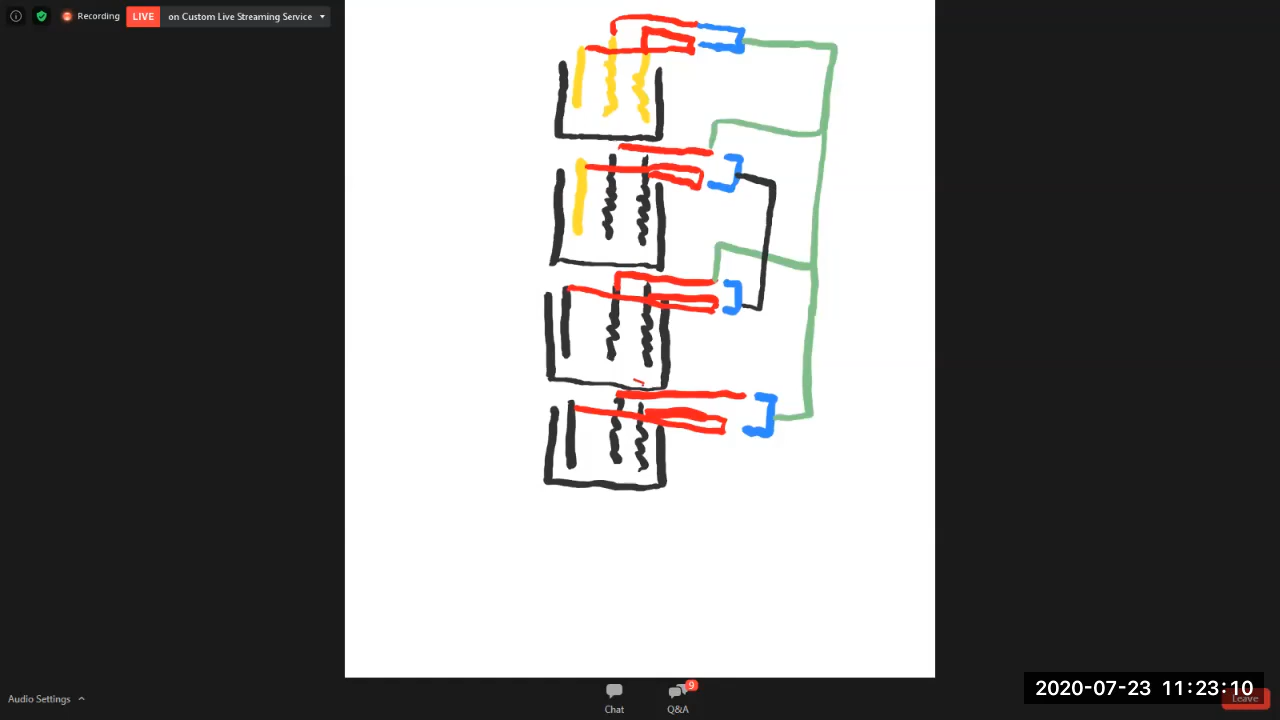 Recording LIVE on Custom Live Streaming Service
Audio Settings
Chat
9
Q&A
2020-07-23 11:23:10
Leave